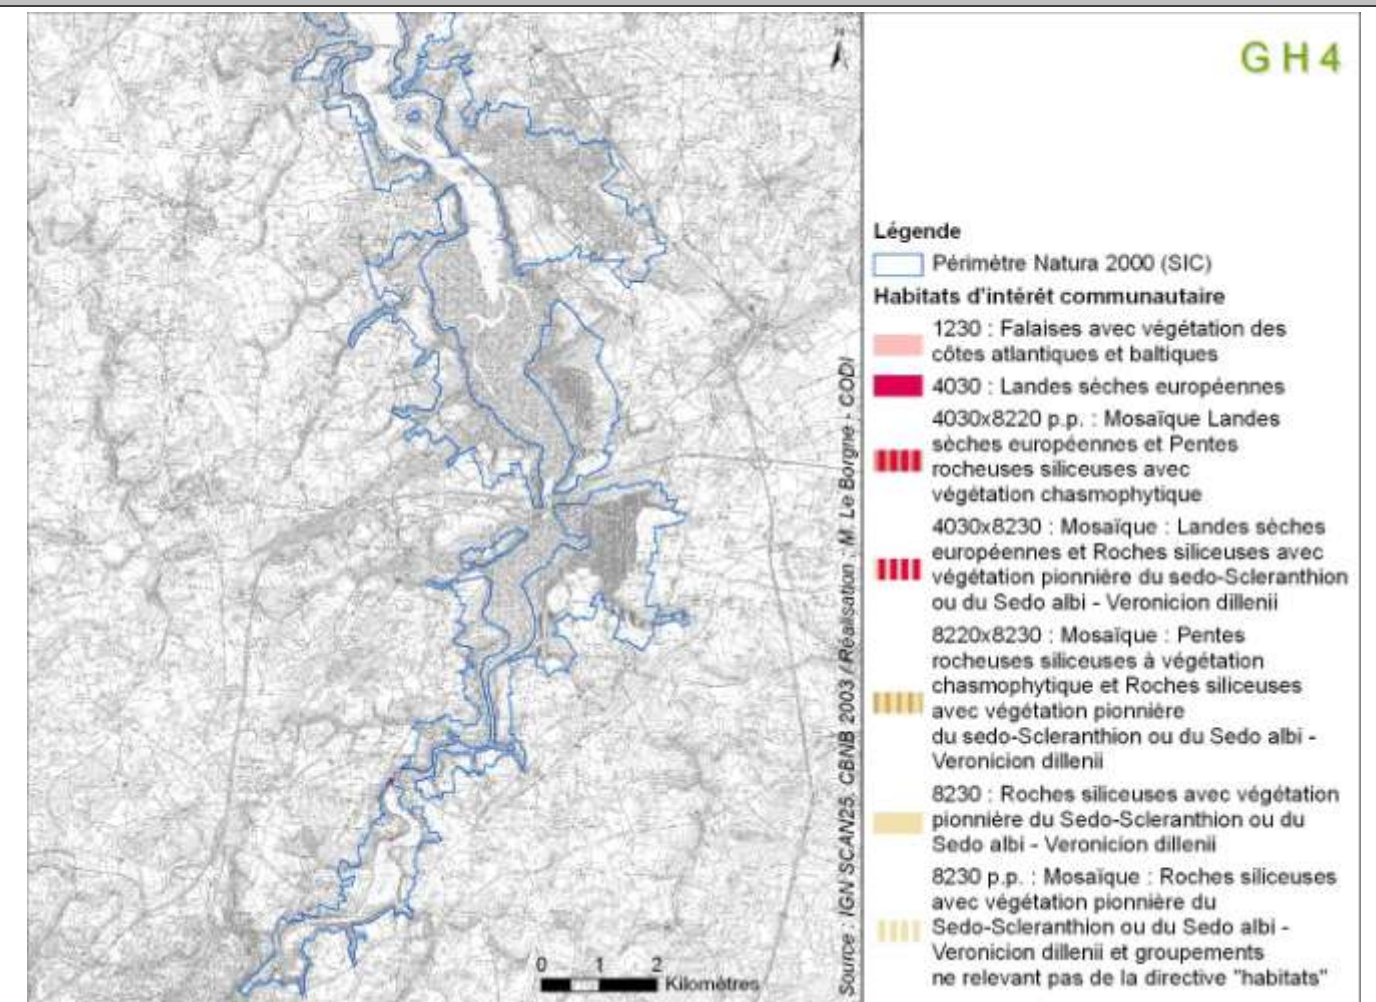 G H 4
Légende
Périmètre Natura 2000 (SIC)
Habitats d'intérêt communautaire
1230 : Falaises avec végétation des
côtes atlantiques et baltiques
4030 : Landes sèches européennes
4030x8220 p.p. : Mosaïque Landes
sèches européennes et Pentes
rocheuses siliceuses avec
végétation chasmophytique
4030x8230 : Mosaïque : Landes sèches
européennes et Roches siliceuses avec
végétation pionnière du sedo-Scleranthion
ou du Sedo albi - Veronicion dillenii
8220x8230 : Mosaïque : Pentes
rocheuses siliceuses à végétation
chasmophytique et Roches siliceuses
avec végétation pionnière
du sedo-Scleranthion ou du Sedo albi -
Veronicion dillenii
8230 : Roches siliceuses avec végétation
pionnière du Sedo-Scleranthion ou du
Sedo albi - Veronicion dillenii
8230 p.p. : Mosaïque : Roches siliceuses
avec végétation pionnière du
Sedo-Scleranthion ou du Sedo albi -
Veronicion dillenii et groupements
ne relevant pas de la directive "habitats"
Source : IGN SCAN25, CBNB 2003 / Réalisation : M. Le Borgne - CODI
0 1 2
Kilomètres